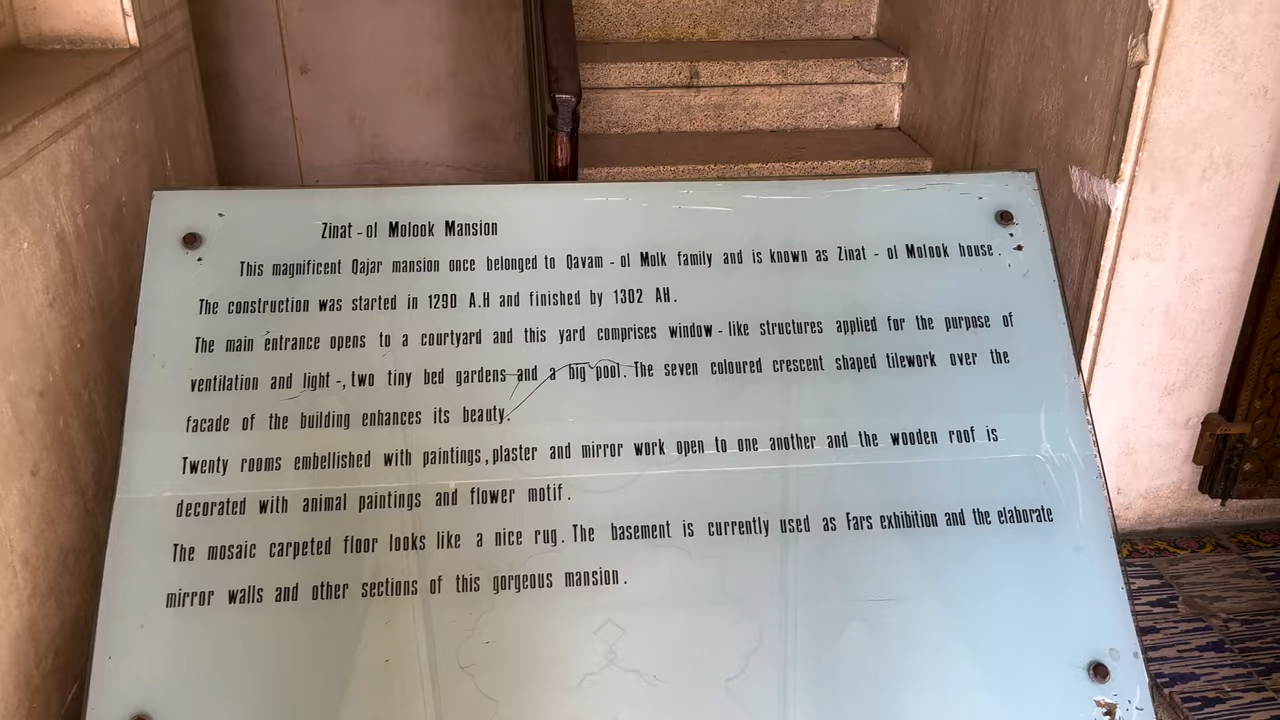 Zinat - ol Molook Mansion
This magnificent Qajar mansion once belonged to Qavam - ol Molk family and is known as Zinat - ol Molook house.
The construction was started in 1290 A.H and finished by 1302 AH.
The main entrance opens to a courtyard and this yard comprises window - like structures applied for the purpose of
ventilation and light -, two tiny bed gardens and a big pool. The seven coloured crescent shaped tilework over the
facade of the building enhances its beauty.
Twenty rooms embellished with paintings, plaster and mirror work open to one another and the wooden roof is
decorated with animal paintings and flower motif.
The mosaic carpeted floor looks like a nice rug. The basement is currently used as Fars exhibition and the elaborate
mirror walls and other sections of this gorgeous mansion.